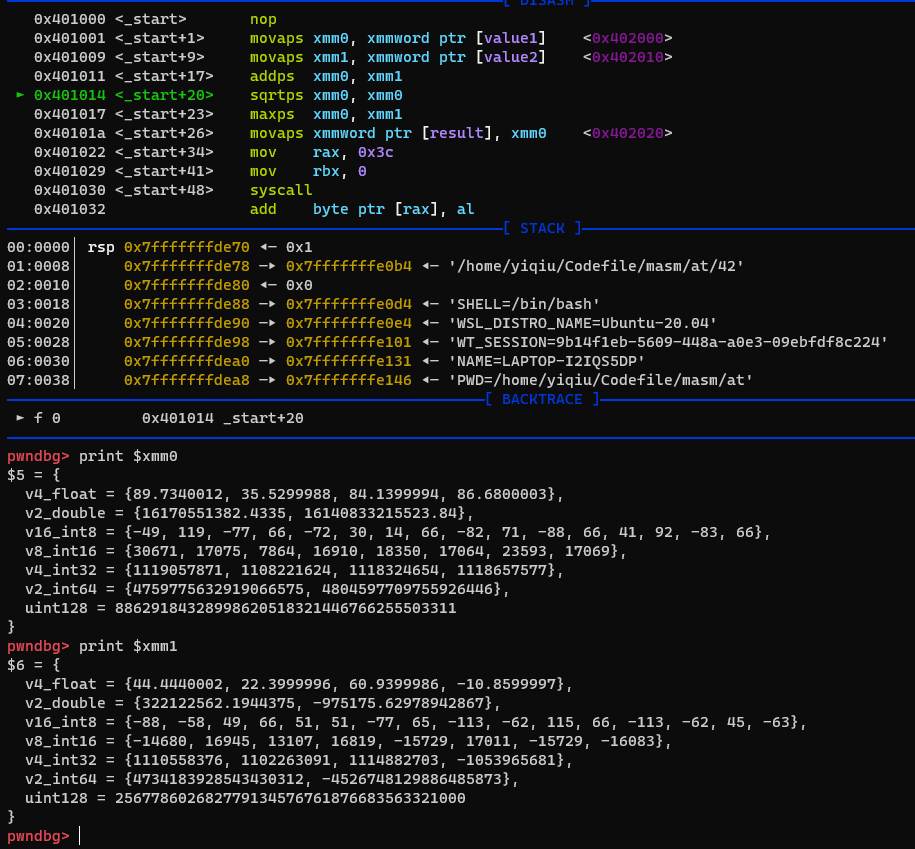 [ DISASM ]
0x401000 <_start> nop
0x401001 <_start+1> movaps xmm0, xmmword ptr [value1] <0x402000>
0x401009 <_start+9> movaps xmm1, xmmword ptr [value2] <0x402010>
0x401011 <_start+17> addps xmm0, xmm1
► 0x401014 <_start+20> sqrtps xmm0, xmm0
0x401017 <_start+23> maxps xmm0, xmm1
0x40101a <_start+26> movaps xmmword ptr [result], xmm0 <0x402020>
0x401022 <_start+34> mov rax, 0x3c
0x401029 <_start+41> mov rbx, 0
0x401030 <_start+48> syscall
0x401032 add byte ptr [rax], al
[ STACK ]
00:0000│ rsp 0x7fffffffde70 ◂— 0x1
01:0008│ 0x7fffffffde78 —▸ 0x7fffffffe0b4 ◂— '/home/yiqiu/Codefile/masm/at/42'
02:0010│ 0x7fffffffde80 ◂— 0x0
03:0018│ 0x7fffffffde88 —▸ 0x7fffffffe0d4 ◂— 'SHELL=/bin/bash'
04:0020│ 0x7fffffffde90 —▸ 0x7fffffffe0e4 ◂— 'WSL_DISTRO_NAME=Ubuntu-20.04'
05:0028│ 0x7fffffffde98 —▸ 0x7fffffffe101 ◂— 'WT_SESSION=9b14f1eb-5609-448a-a0e3-09ebfdf8c224'
06:0030│ 0x7fffffffdea0 —▸ 0x7fffffffe131 ◂— 'NAME=LAPTOP-I2IQS5DP'
07:0038│ 0x7fffffffdea8 —▸ 0x7fffffffe146 ◂— 'PWD=/home/yiqiu/Codefile/masm/at'
[ BACKTRACE ]
► f 0 0x401014 _start+20
pwndbg> print $xmm0
$5 = {
v4_float = {89.7340012, 35.5299988, 84.1399994, 86.6800003},
v2_double = {16170551382.4335, 16140833215523.84},
v16_int8 = {-49, 119, -77, 66, -72, 30, 14, 66, -82, 71, -88, 66, 41, 92, -83, 66},
v8_int16 = {30671, 17075, 7864, 16910, 18350, 17064, 23593, 17069},
v4_int32 = {1119057871, 1108221624, 1118324654, 1118657577},
v2_int64 = {4759775632919066575, 4804597709755926446},
uint128 = 88629184328998620518321446766255503311
}
pwndbg> print $xmm1
$6 = {
v4_float = {44.4440002, 22.3999996, 60.9399986, -10.8599997},
v2_double = {322122562.1944375, -975175.62978942867},
v16_int8 = {-88, -58, 49, 66, 51, 51, -77, 65, -113, -62, 115, 66, -113, -62, 45, -63},
v8_int16 = {-14680, 16945, 13107, 16819, -15729, 17011, -15729, -16083},
v4_int32 = {1110558376, 1102263091, 1114882703, -1053965681},
v2_int64 = {4734183928543430312, -4526748129886485873},
uint128 = 256778602682779134576761876683563321000
}
pwndbg>